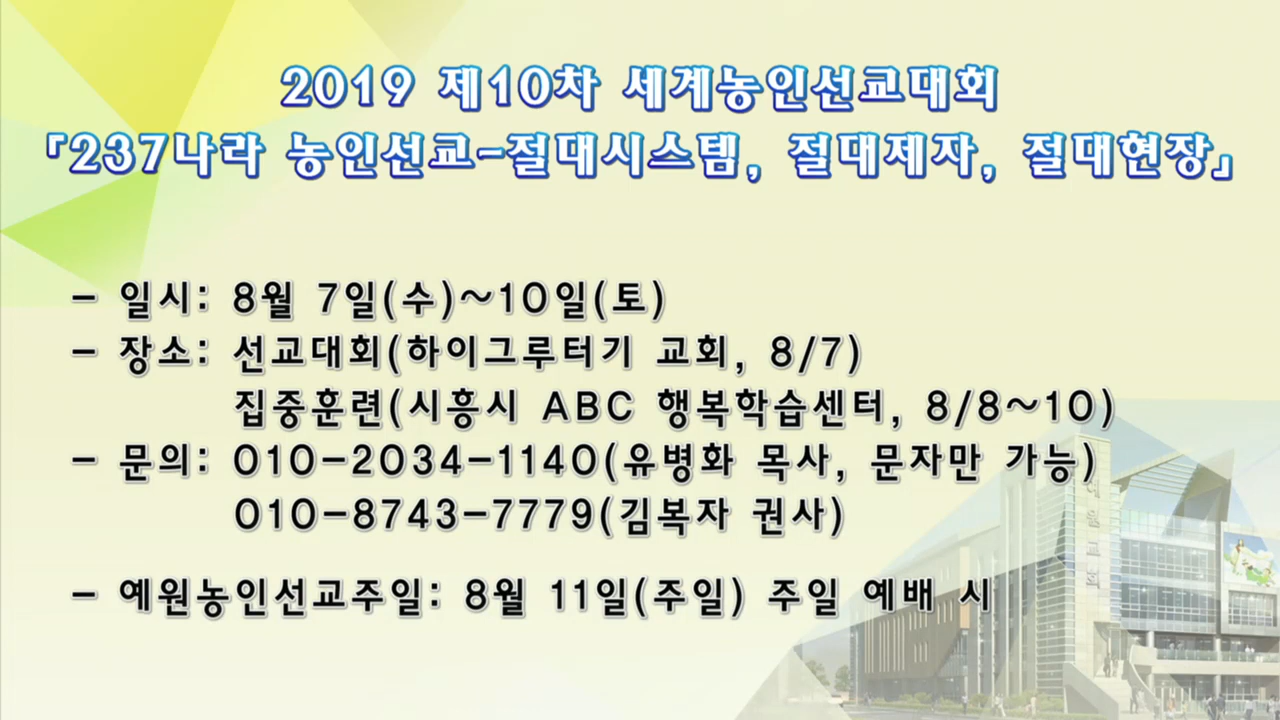 2019 제10차 세계농인선교대회
『237나라 농인선교-절대시스템, 절대제자, 절대현장』
- 일시: 8월 7일(수)~10일(토)
- 장소: 선교대회(하이그루터기 교회, 8/7)
집중훈련(시흥시 ABC 행복학습센터, 8/8~10)
- 문의: 010-2034-1140(유병화 목사, 문자만 가능)
010-8743-7779(김복자 권사)
- 예원농인선교주일: 8월 11일(주일) 주일 예배 시
예원교회